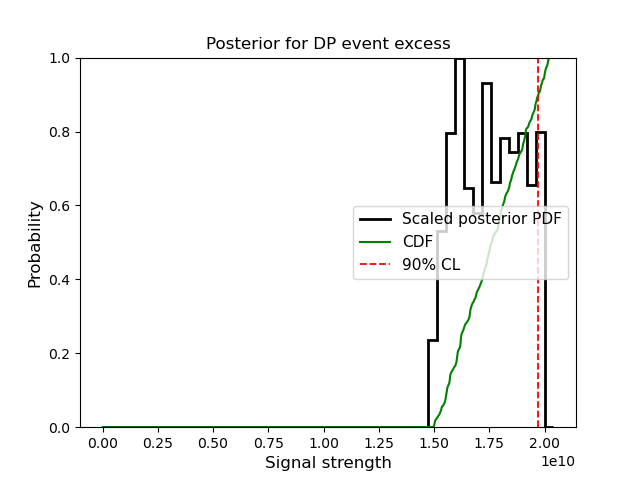 Posterior for DP event excess
1.0
0.8
0.6
0.4
0.2
0.0
Probability
Scaled posterior PDF
CDF
90% CL
0.00 0.25 0.50 0.75 1.00 1.25 1.50 1.75 2.00
1e10
Signal strength